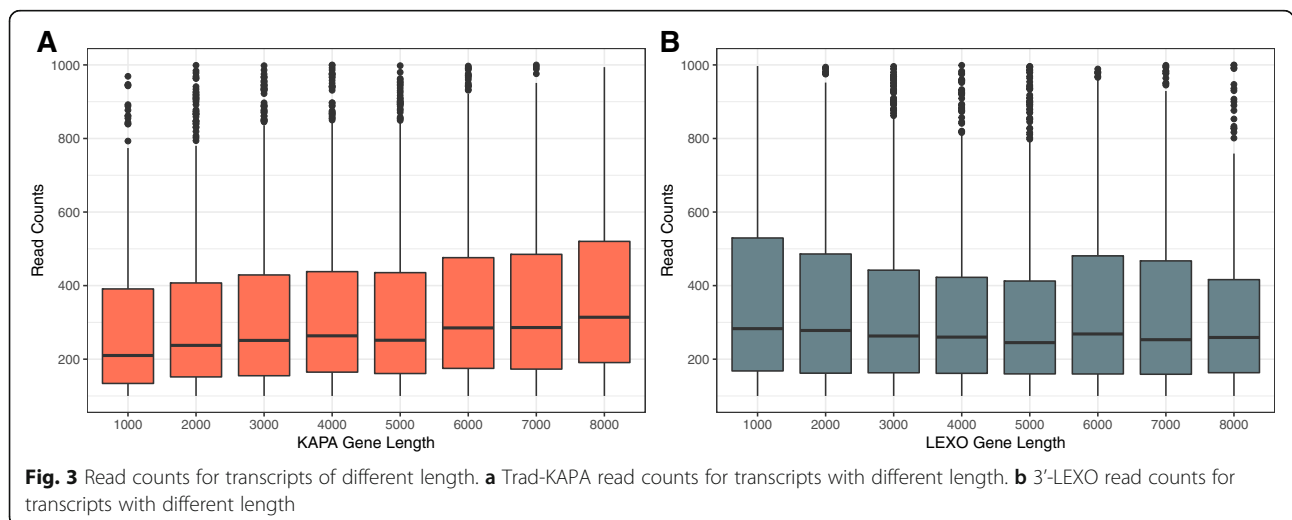 A
B
1000
800
600
400
200
Read Counts
1000 2000 3000 4000 5000 6000 7000 8000
KAPA Gene Length
1000
800
600
400
200
Read Counts
1000 2000 3000 4000 5000 6000 7000 8000
LEXO Gene Length
Fig. 3 Read counts for transcripts of different length. a Trad-KAPA read counts for transcripts with different length. b 3′-LEXO read counts for
transcripts with different length